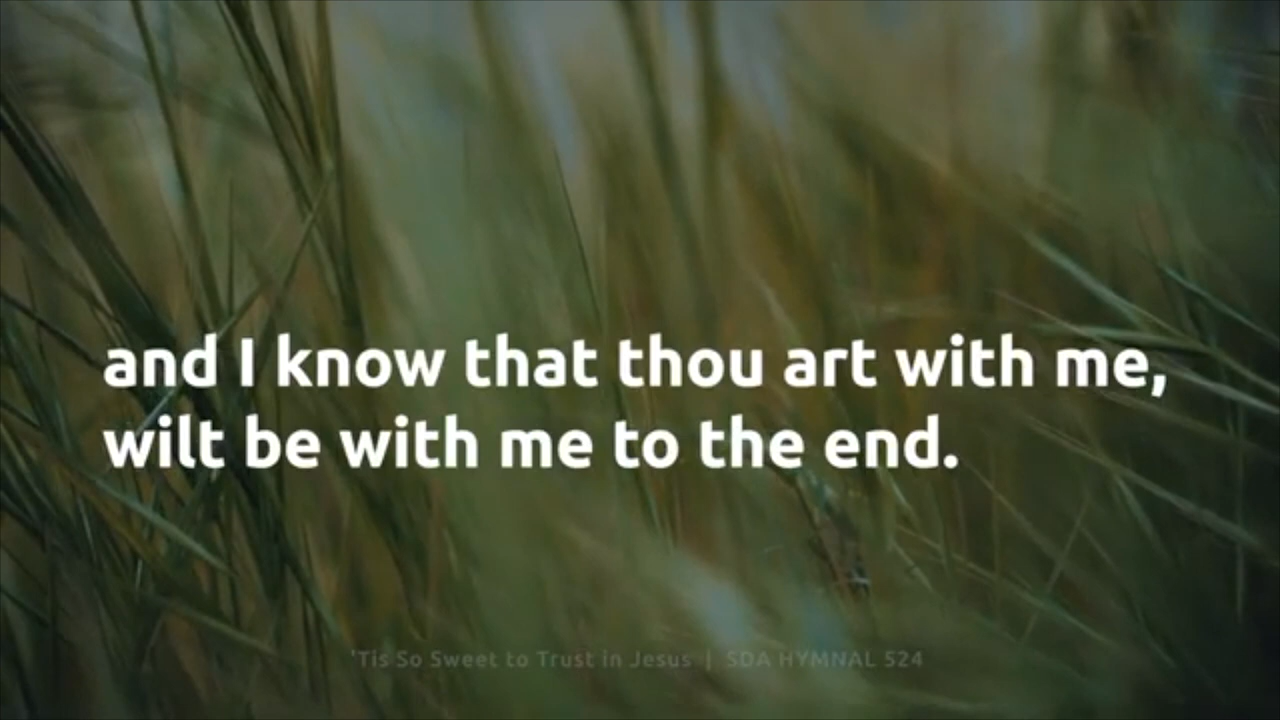 and I know that thou art with me,
wilt be with me to the end.
'Tis So Sweet to Trust in Jesus | SDA HYMNAL 524